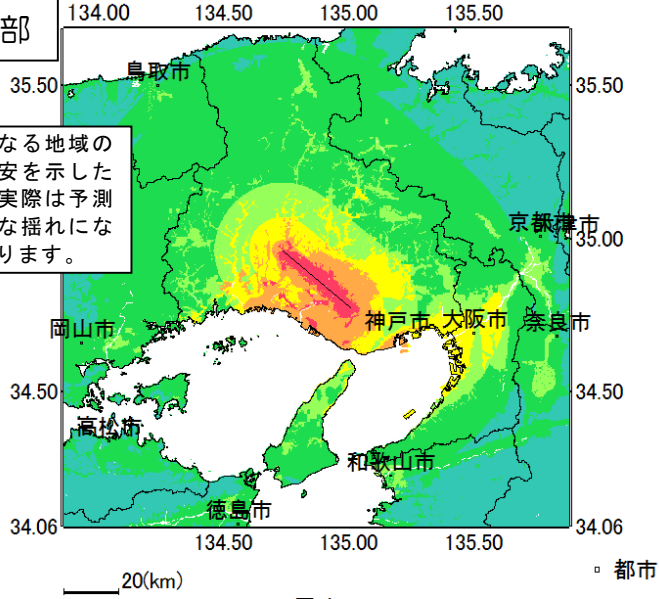 部
134.00 134.50 135.00 135.50
35.50 鳥取市 35.50
なる地域の
安を示した
実際は予測
な揺れにな
ります。
京都市 大津市
35.00
岡山市 神戸市 大阪市 奈良市
34.50 34.50
高松市
和歌山市
徳島市
34.06 34.06
134.50 135.00 135.50
都市
20(km)